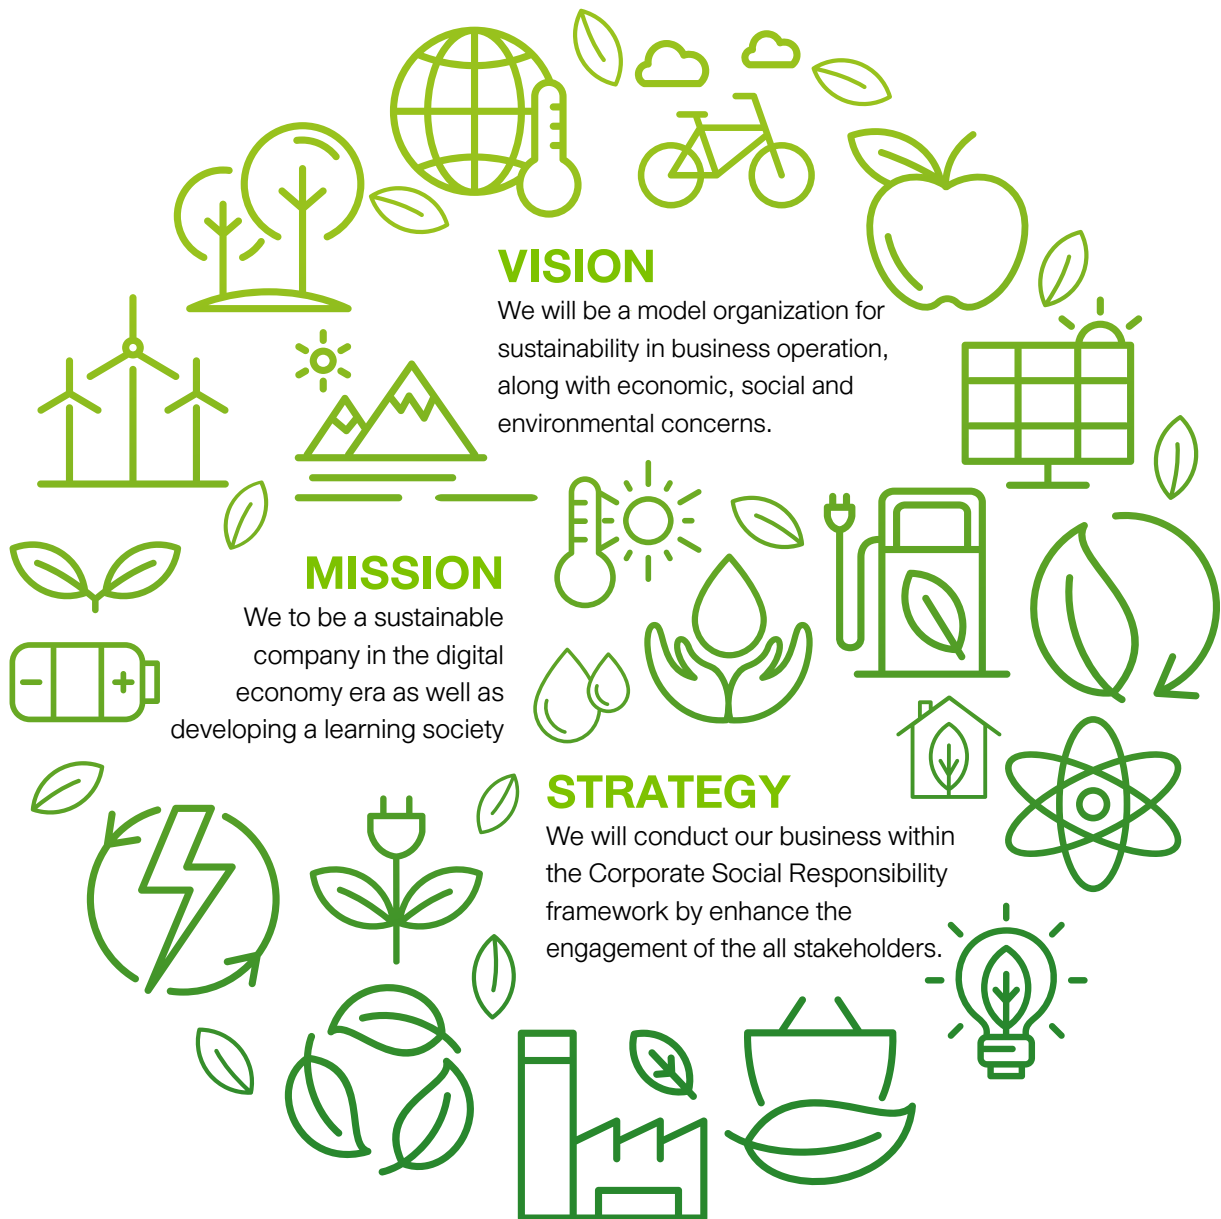 VISION
We will be a model organization for
sustainability in business operation,
along with economic, social and
environmental concerns.
MISSION
We to be a sustainable
company in the digital
economy era as well as
developing a learning society
STRATEGY
We will conduct our business within
the Corporate Social Responsibility
framework by enhance the
engagement of the all stakeholders.